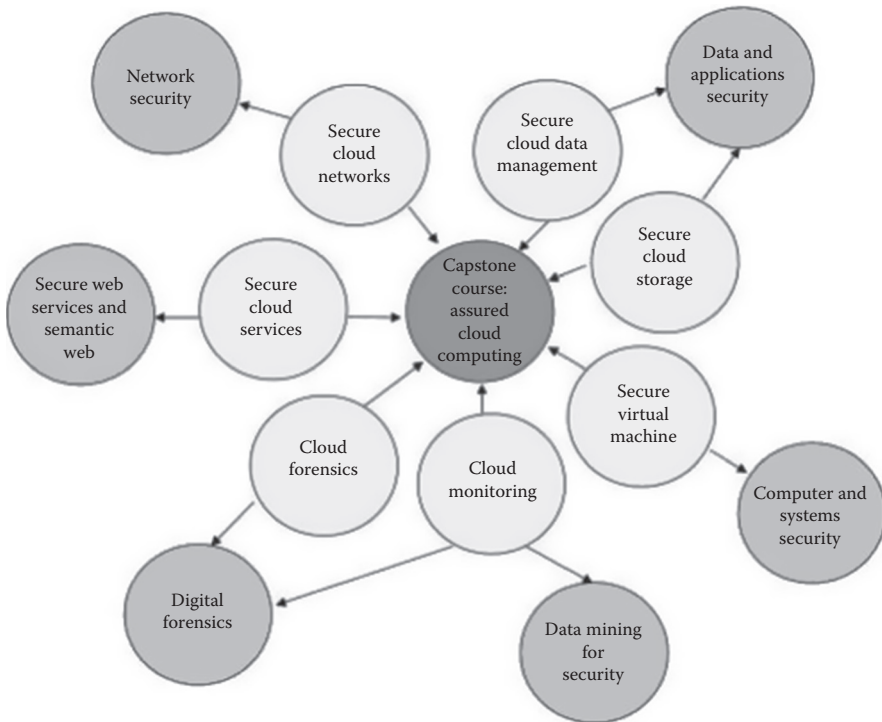 Network
security
Secure
cloud
networks
Secure
cloud data
management
Data and
applications
security
Secure
cloud
storage
Capstone
course:
assured
cloud
computing
Secure web
services and
semantic
web
Secure
cloud
services
Secure
virtual
machine
Cloud
forensics
Cloud
monitoring
Computer and
systems
security
Digital
forensics
Data mining
for
security